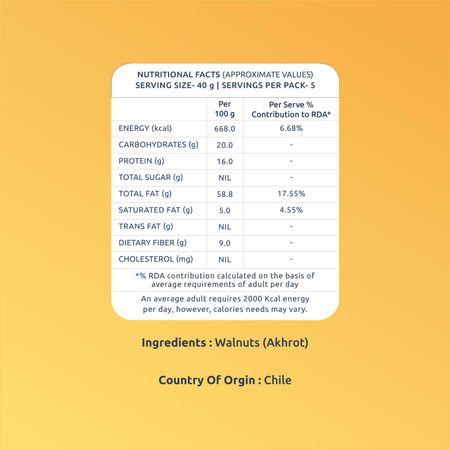 NUTRITIONAL FACTS (APPROXIMATE VALUES)
SERVING SIZE- 40 g | SERVINGS PER PACK- 5
Per 100 g Per Serve % Contribution to RDA*
ENERGY (kcal) 668.0 6.68%
CARBOHYDRATES (g) 20.0 -
PROTEIN (g) 16.0 -
TOTAL SUGAR (g) NIL -
TOTAL FAT (g) 58.8 17.55%
SATURATED FAT (g) 5.0 4.55%
TRANS FAT (g) NIL -
DIETARY FIBER (g) 9.0 -
CHOLESTEROL (mg) NIL -
*% RDA contribution calculated on the basis of
average requirements of adult per day
An average adult requires 2000 Kcal energy
per day, however, calories needs may vary.
Ingredients : Walnuts (Akhrot)
Country Of Orgin : Chile